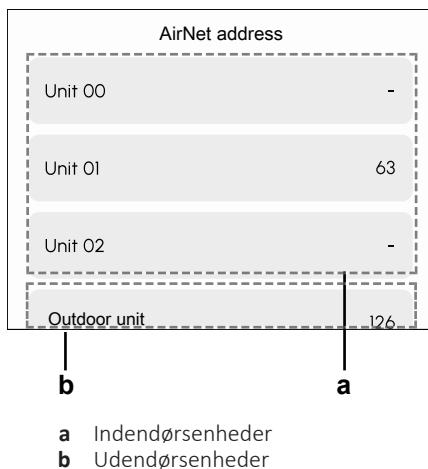 AirNet address
Unit 00 -
Unit 01 63
Unit 02 -
Outdoor unit 126
b a
a Indendørsenheder
b Udendørsenheder